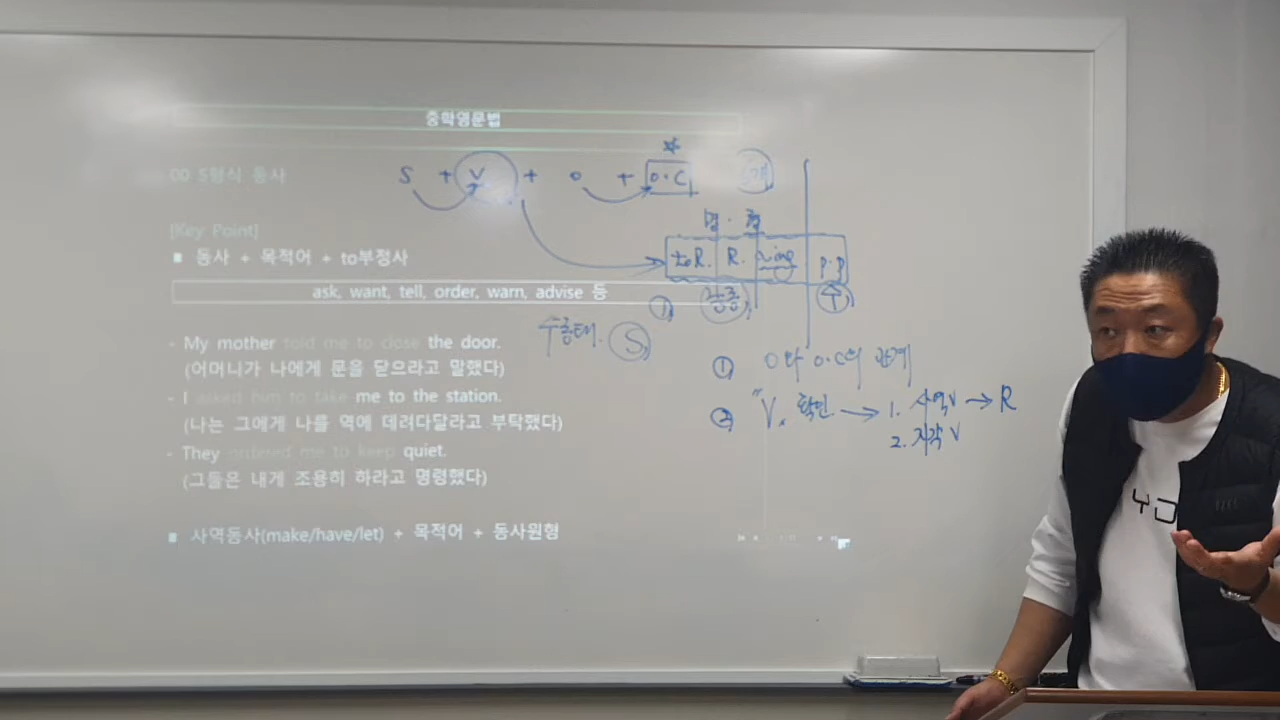 중학영문법
00 5형식 동사
S + V + O + O·C 5개
[Key Point]
명·형
■ 동사 + 목적어 + to부정사
to R. R. ~ing p.p
ask, want, tell, order, warn, advise 등
① 능동 수
수형태. S
- My mother told me to close the door.
(어머니가 나에게 문을 닫으라고 말했다)
① O와 O·C의 관계
- I asked him to take me to the station.
② "V" 확인 → 1. 사역V → R
(나는 그에게 나를 역에 데려다달라고 부탁했다)
2. 지각 V
- They ordered me to keep quiet.
(그들은 내게 조용히 하라고 명령했다)
■ 사역동사(make/have/let) + 목적어 + 동사원형